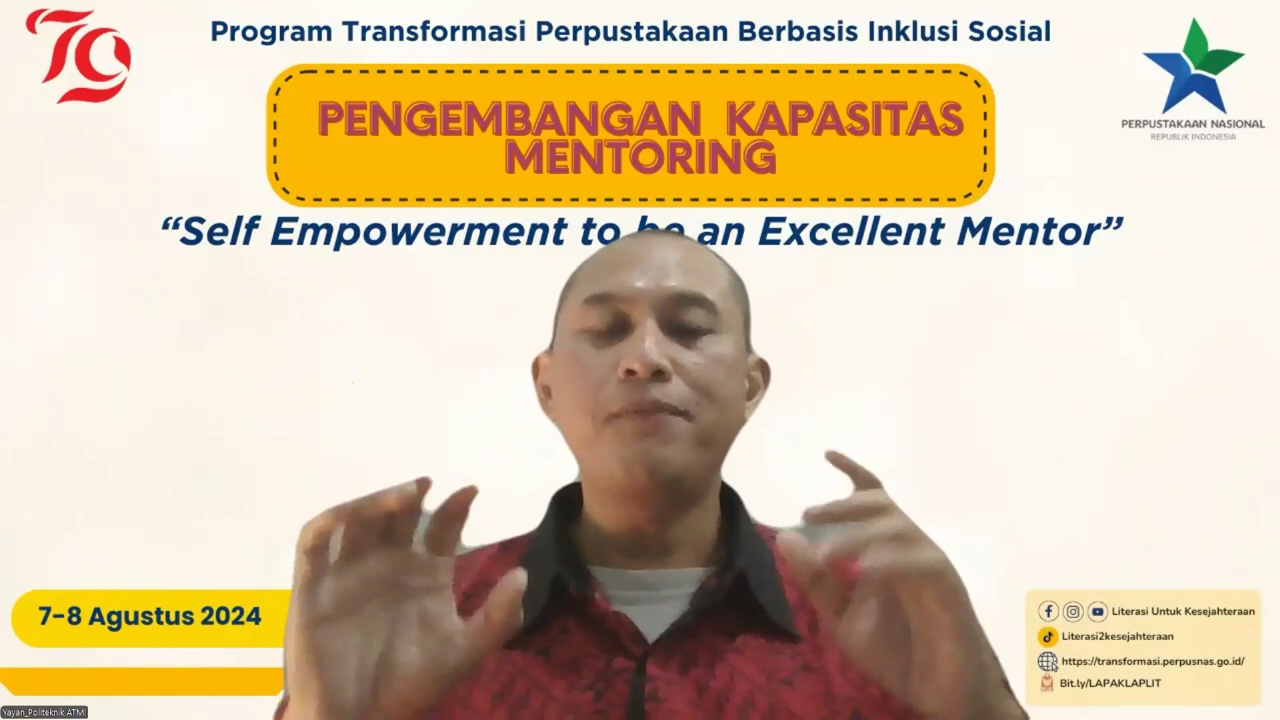 79
Program Transformasi Perpustakaan Berbasis Inklusi Sosial
PERPUSTAKAAN NASIONAL
REPUBLIK INDONESIA
PENGEMBANGAN KAPASITAS
MENTORING
“Self Empowerment to be an Excellent Mentor”
7-8 Agustus 2024
Literasi Untuk Kesejahteraan
Literasi2kesejahteraan
https://transformasi.perpusnas.go.id/
Bit.ly/LAPAKLAPLIT
Yayan_Politeknik ATMI